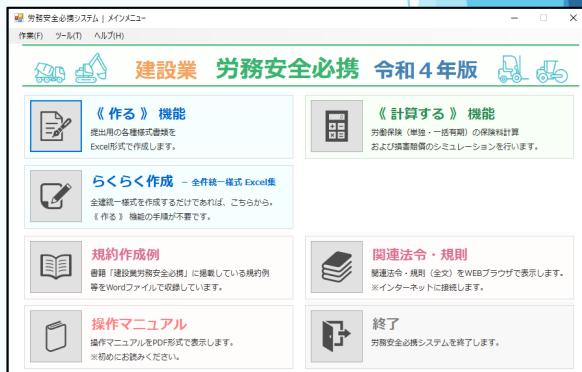 労務安全必携システム | メインメニュー
作業(F) ツール(T) ヘルプ(H)
建設業 労務安全必携 令和４年版
《 作る 》 機能
提出用の各種様式書類を
Excel形式で作成します。
《 計算する 》 機能
労働保険（単独・一括有期）の保険料計算
および損害賠償のシミュレーションを行います。
らくらく作成 － 全件統一様式 Excel集
全建統一様式を作成するだけであれば、こちらから。
《 作る 》 機能の手順が不要です。
規約作成例
書籍「建設業労務安全必携」に掲載している規約例
等をWordファイルで収録しています。
関連法令・規則
関連法令・規則（全文）をWEBブラウザで表示します。
※インターネットに接続します。
操作マニュアル
操作マニュアルをPDF形式で表示します。
※初めにお読みください。
終了
労務安全必携システムを終了します。